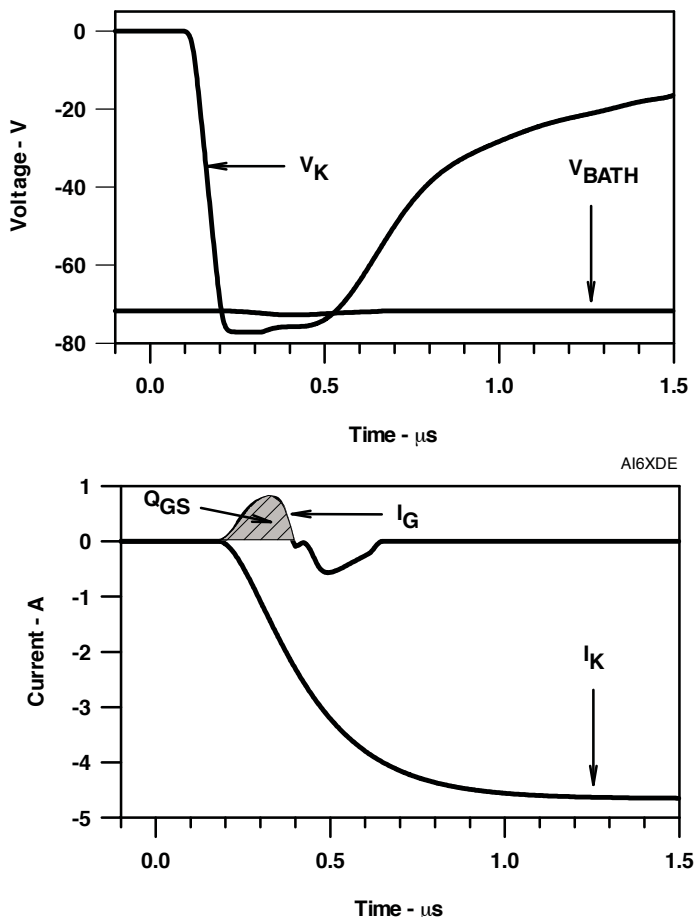 0
-20
-40
-60
-80
Voltage - V
V_K
V_BATH
0.0 0.5 1.0 1.5
Time - μs
AI6XDE
1
0
-1
-2
-3
-4
-5
Current - A
Q_GS
I_G
I_K
0.0 0.5 1.0 1.5
Time - μs